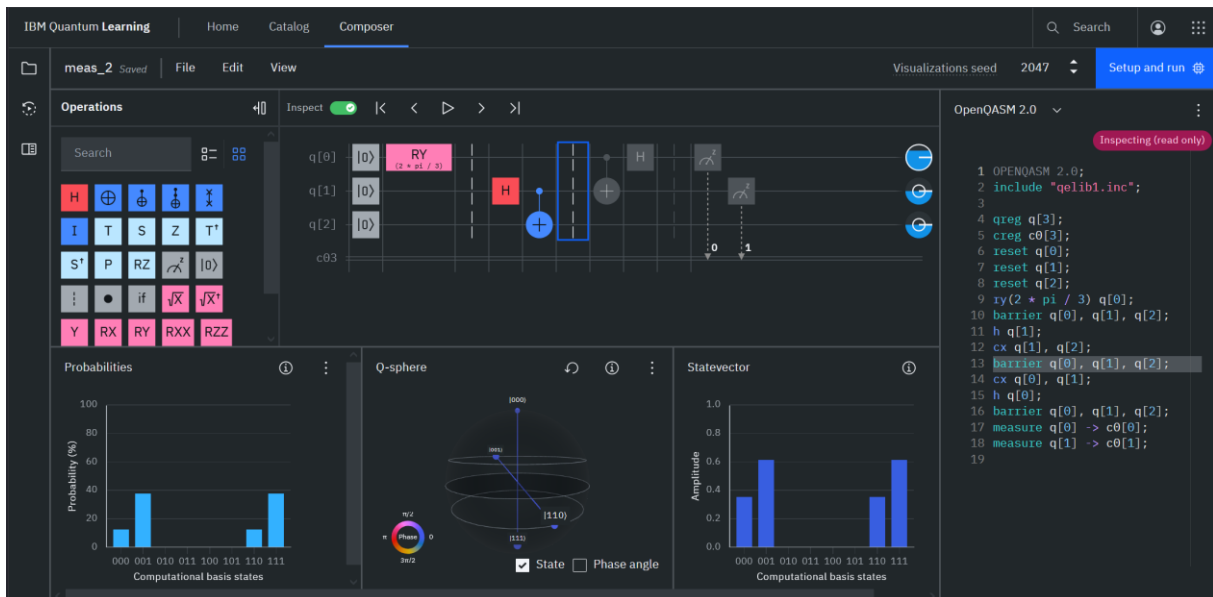 IBM Quantum Learning Home Catalog Composer Search
meas_2 Saved File Edit View Visualizations seed 2047 Setup and run
Operations
Search
H
I T S Z T†
S† P RZ z |0⟩
if √X √X†
Y RX RY RXX RZZ
Inspect
q[0] |0⟩ RY (2 * pi / 3) H z
q[1] |0⟩ H z
q[2] |0⟩
c03 0 1
OpenQASM 2.0
Inspecting (read only)
1 OPENQASM 2.0;
2 include "qelib1.inc";
3
4 qreg q[3];
5 creg c0[3];
6 reset q[0];
7 reset q[1];
8 reset q[2];
9 ry(2 * pi / 3) q[0];
10 barrier q[0], q[1], q[2];
11 h q[1];
12 cx q[1], q[2];
13 barrier q[0], q[1], q[2];
14 cx q[0], q[1];
15 h q[0];
16 barrier q[0], q[1], q[2];
17 measure q[0] -> c0[0];
18 measure q[1] -> c0[1];
19
Probabilities
Probability (%)
100
80
60
40
20
0
000 001 010 011 100 101 110 111
Computational basis states
Q-sphere
|000⟩
|001⟩
|110⟩
|111⟩
π/2
π Phase 0
3π/2
State Phase angle
Statevector
Amplitude
1.0
0.8
0.6
0.4
0.2
0.0
000 001 010 011 100 101 110 111
Computational basis states